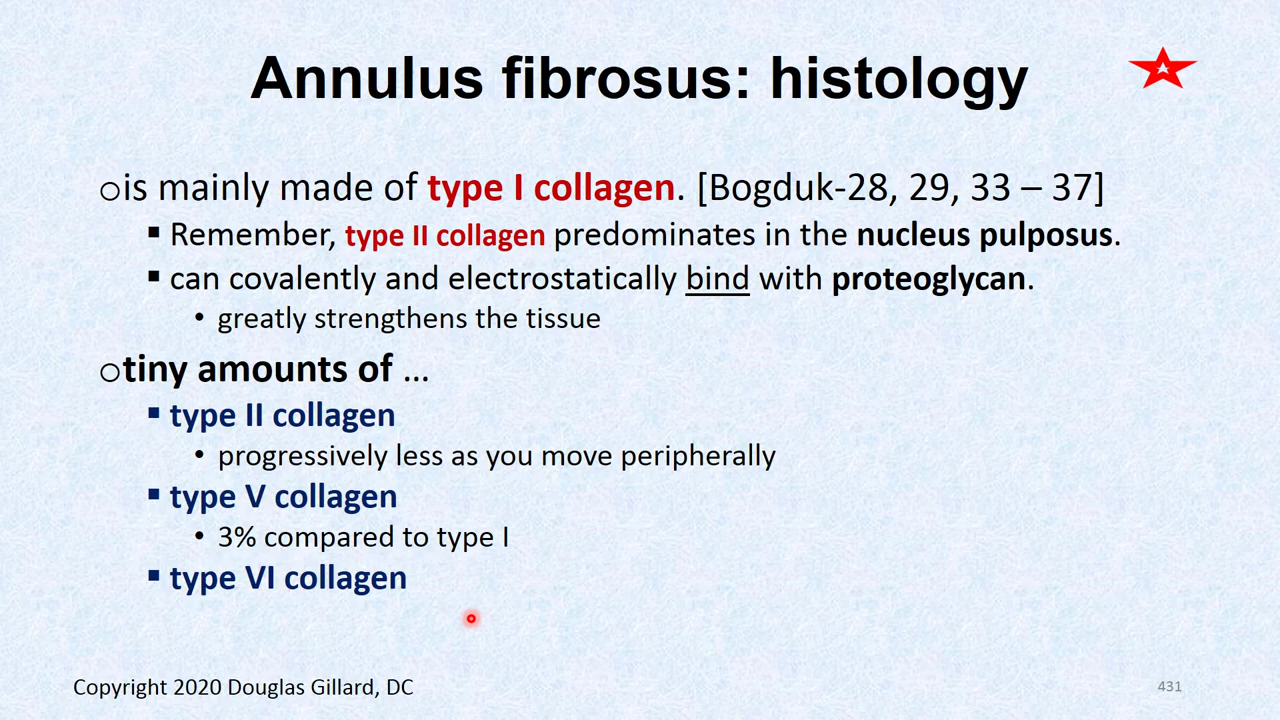 Annulus fibrosus: histology
is mainly made of type I collagen. [Bogduk-28, 29, 33 – 37]
Remember, type II collagen predominates in the nucleus pulposus.
can covalently and electrostatically bind with proteoglycan.
greatly strengthens the tissue
tiny amounts of ...
type II collagen
progressively less as you move peripherally
type V collagen
3% compared to type I
type VI collagen
Copyright 2020 Douglas Gillard, DC
431